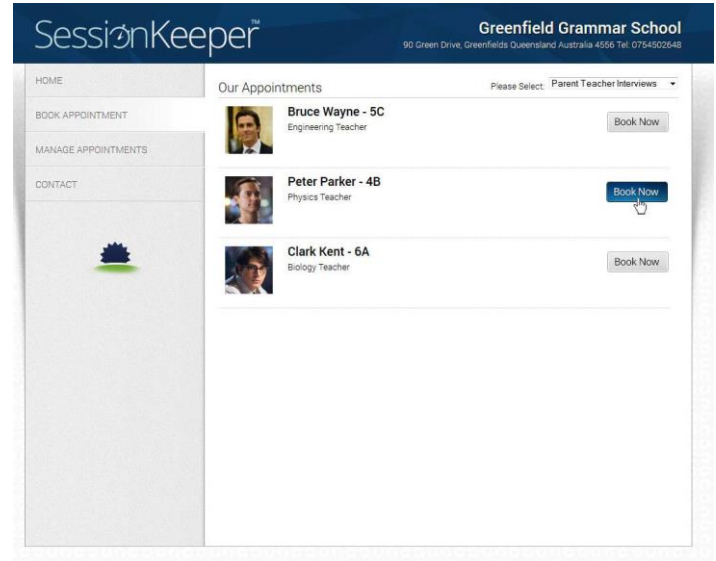 SessionKeeper™
Greenfield Grammar School
90 Green Drive, Greenfields Queensland Australia 4556 Tel: 0754502648
HOME
BOOK APPOINTMENT
MANAGE APPOINTMENTS
CONTACT
Our Appointments
Please Select: Parent Teacher Interviews
Bruce Wayne - 5C
Engineering Teacher
Book Now
Peter Parker - 4B
Physics Teacher
Book Now
Clark Kent - 6A
Biology Teacher
Book Now